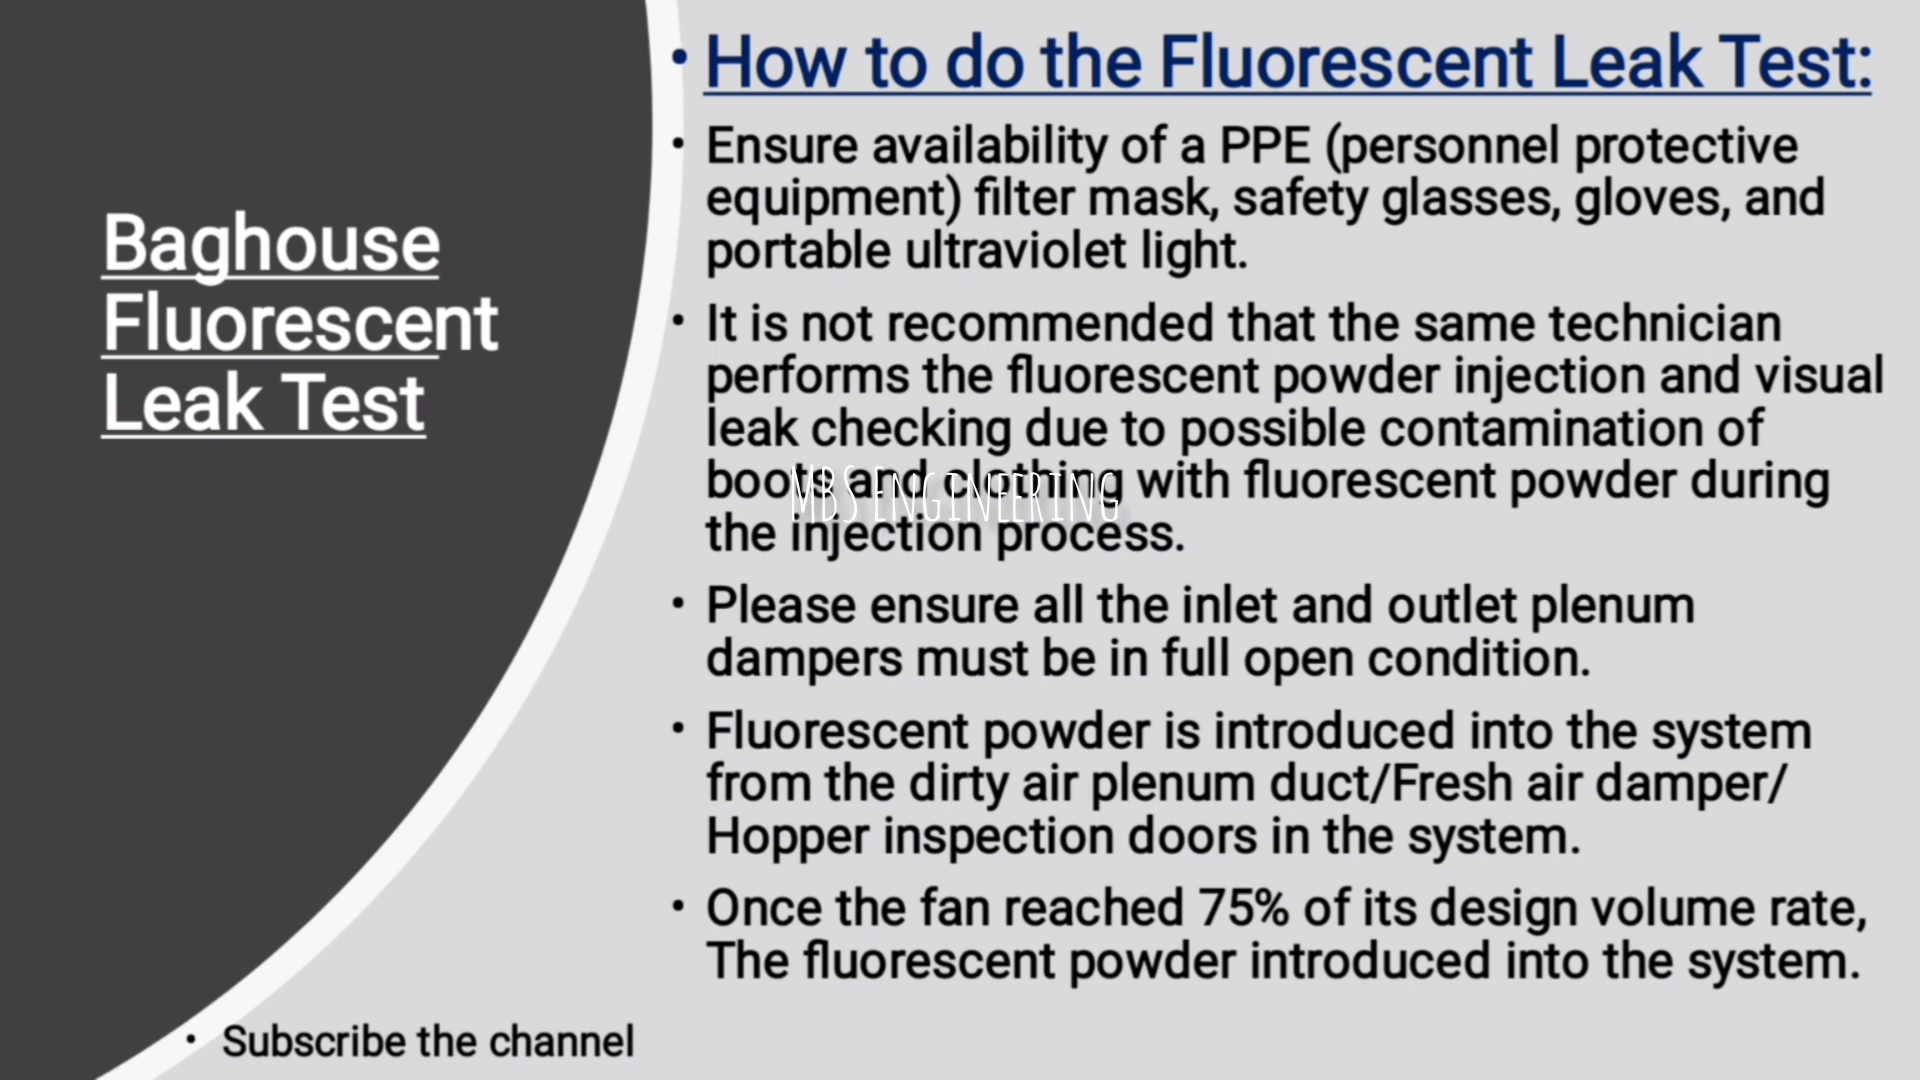 Baghouse
Fluorescent
Leak Test
• How to do the Fluorescent Leak Test:
• Ensure availability of a PPE (personnel protective
equipment) filter mask, safety glasses, gloves, and
portable ultraviolet light.
• It is not recommended that the same technician
performs the fluorescent powder injection and visual
leak checking due to possible contamination of
boots and clothing with fluorescent powder during
the injection process.
MBS ENGINEERING
• Please ensure all the inlet and outlet plenum
dampers must be in full open condition.
• Fluorescent powder is introduced into the system
from the dirty air plenum duct/Fresh air damper/
Hopper inspection doors in the system.
• Once the fan reached 75% of its design volume rate,
The fluorescent powder introduced into the system.
• Subscribe the channel